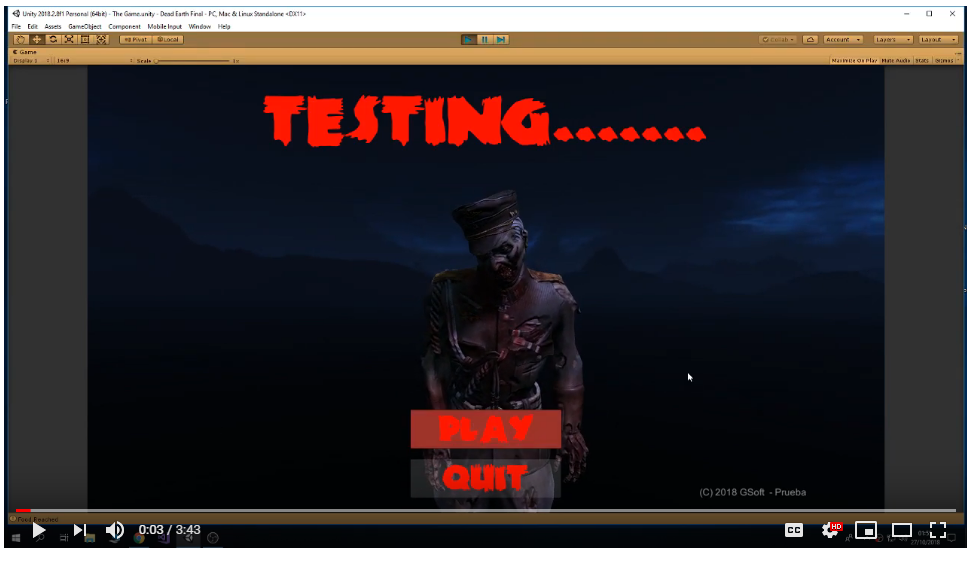 Unity 2018.2.8f1 Personal (64bit) - The Game.unity - Dead Earth Final - PC, Mac & Linux Standalone <DX11>
File Edit Assets GameObject Component Mobile Input Window Help
Pivot Local Collab Account Layers Layout
Game
Display 1 16:9 Scale 1x Maximize On Play Mute Audio Stats Gizmos
TESTING.......
PLAY
QUIT
(C) 2018 GSoft - Prueba
0:03 / 3:43 CC HD
27/10/2018